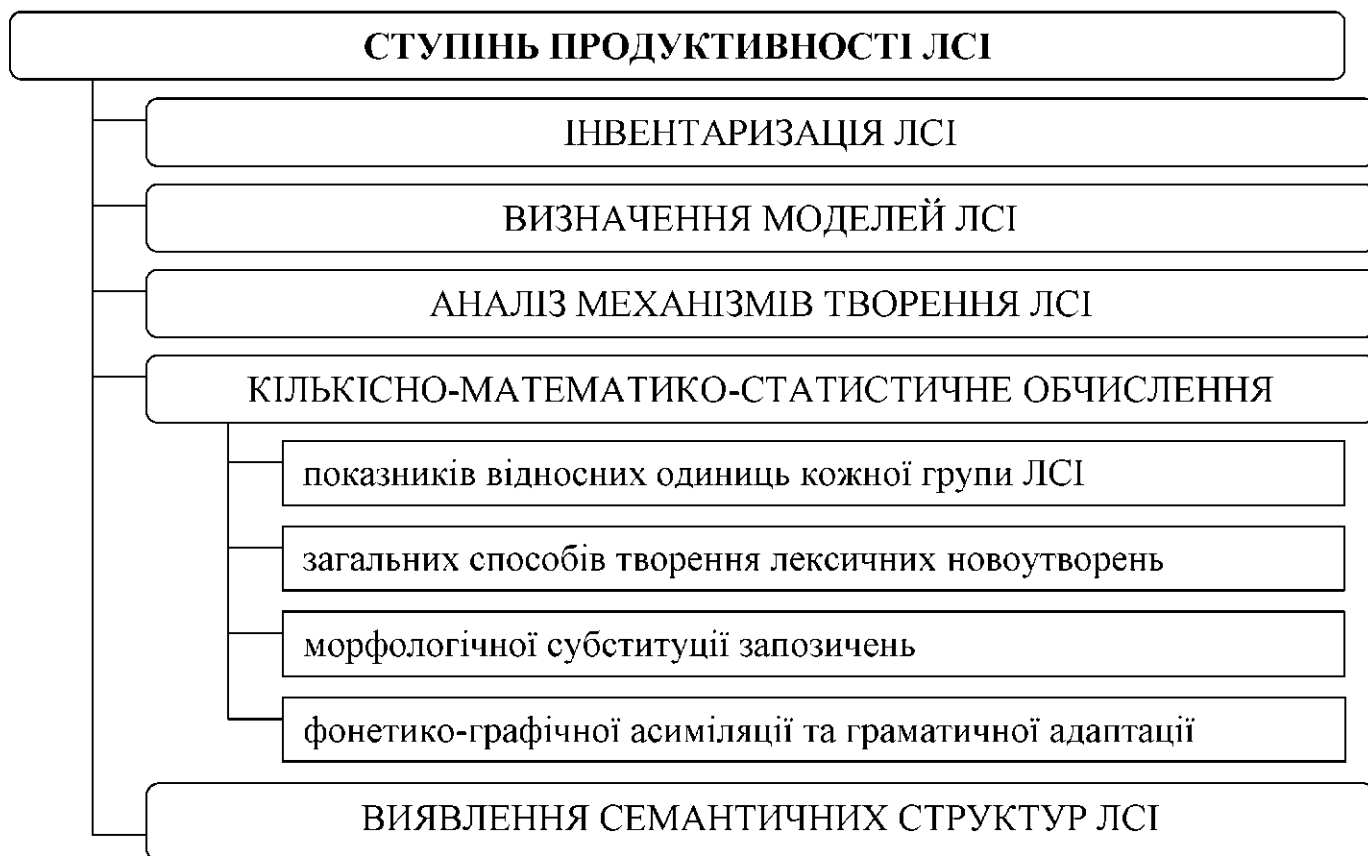 СТУПІНЬ ПРОДУКТИВНОСТІ ЛСІ
ІНВЕНТАРИЗАЦІЯ ЛСІ
ВИЗНАЧЕННЯ МОДЕЛЕЙ ЛСІ
АНАЛІЗ МЕХАНІЗМІВ ТВОРЕННЯ ЛСІ
КІЛЬКІСНО-МАТЕМАТИКО-СТАТИСТИЧНЕ ОБЧИСЛЕННЯ
показників відносних одиниць кожної групи ЛСІ
загальних способів творення лексичних новоутворень
морфологічної субституції запозичень
фонетико-графічної асиміляції та граматичної адаптації
ВИЯВЛЕННЯ СЕМАНТИЧНИХ СТРУКТУР ЛСІ